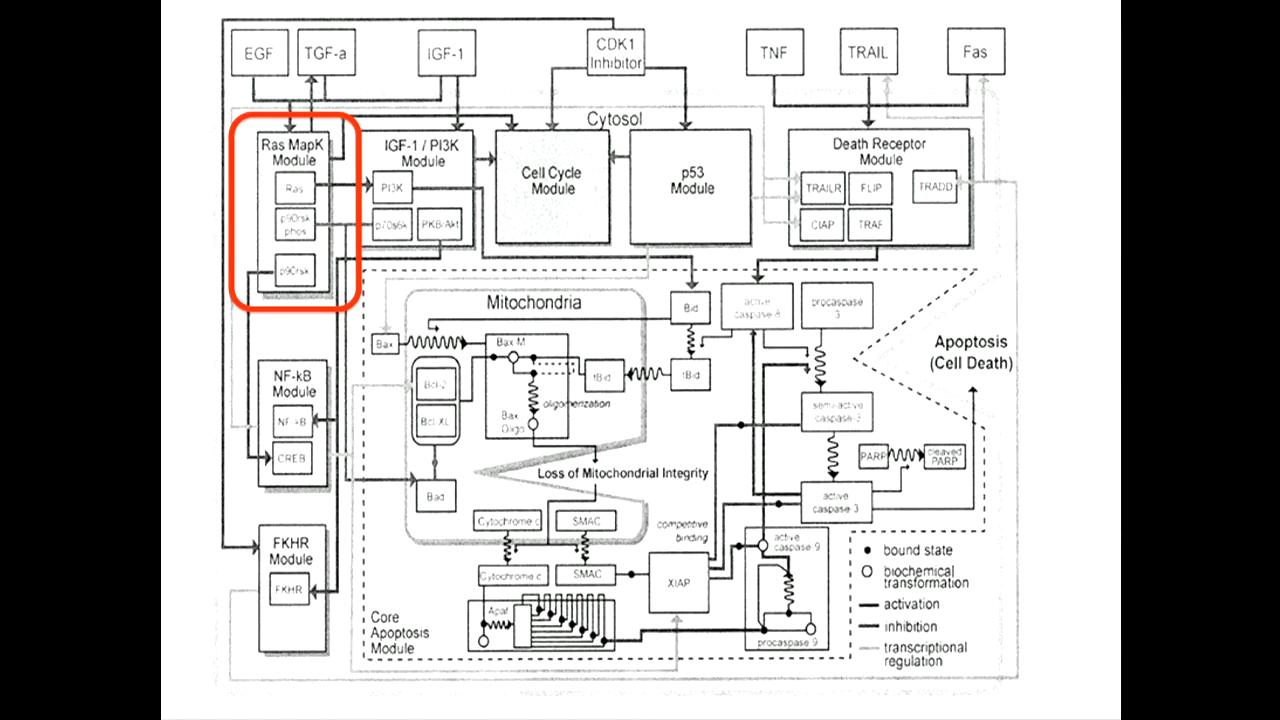 EGF
TGF-a
IGF-1
CDK1
Inhibitor
TNF
TRAIL
Fas
Cytosol
Ras MapK
Module
Ras
p90rsk
phos
p90rsk
IGF-1 / PI3K
Module
PI3K
p70s6k
PKB/Akt
Cell Cycle
Module
p53
Module
Death Receptor
Module
TRAILR
FLIP
TRADD
CIAP
TRAF
Mitochondria
Bid
active
caspase-8
procaspase
3
Bax
Bax-M
Apoptosis
(Cell Death)
NF-kB
Module
NF-kB
CREB
Bcl-2
Bcl-XL
tBid
tBid
oligomerization
Bax
Oligo
semi-active
caspase-3
PARP
cleaved
PARP
Loss of Mitochondrial Integrity
Bad
active
caspase-3
Cytochrome c
SMAC
competitive
binding
FKHR
Module
FKHR
Cytochrome c
SMAC
XIAP
active
caspase-9
bound state
biochemical
transformation
activation
inhibition
transcriptional
regulation
Core
Apoptosis
Module
Apaf
procaspase 9